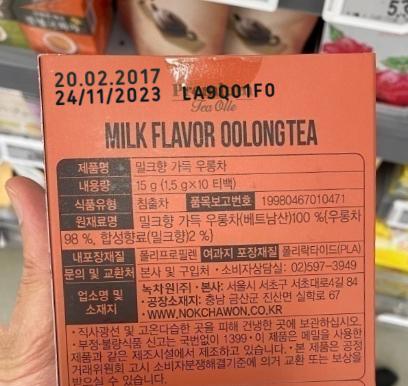 20.02.2017
24/11/2023 LA9Q01F0
Tea Olle
MILK FLAVOR OOLONG TEA
제품명 밀크향 가득 우롱차
내용량 15 g (1.5 g×10 티백)
식품유형 침출차 품목보고번호 19980467010471
원재료명 밀크향 가득 우롱차(베트남산)100 %{우롱차
98 %, 합성향료(밀크향)2 %}
내포장재질 폴리프로필렌 여과지 포장재질 폴리락타이드(PLA)
문의 및 교환처 본사 및 구입처 • 소비자상담실: 02)597-3949
업소명 및 소재지 녹차원(주) • 본사: 서울시 서초구 서초대로4길 84
• 공장소재지: 충남 금산군 진산면 실학로 67
• WWW.NOKCHAWON.CO.KR
• 직사광선 및 고온다습한 곳을 피해 건냉한 곳에 보관하십시오.
• 부정·불량식품 신고는 국번없이 1399 • 이 제품은 메밀을 사용한
제품과 같은 제조시설에서 제조하고 있습니다. • 본 제품은 공정
거래위원회 고시 소비자분쟁해결기준에 의거 교환 또는 보상을
받으실 수 있습니다.